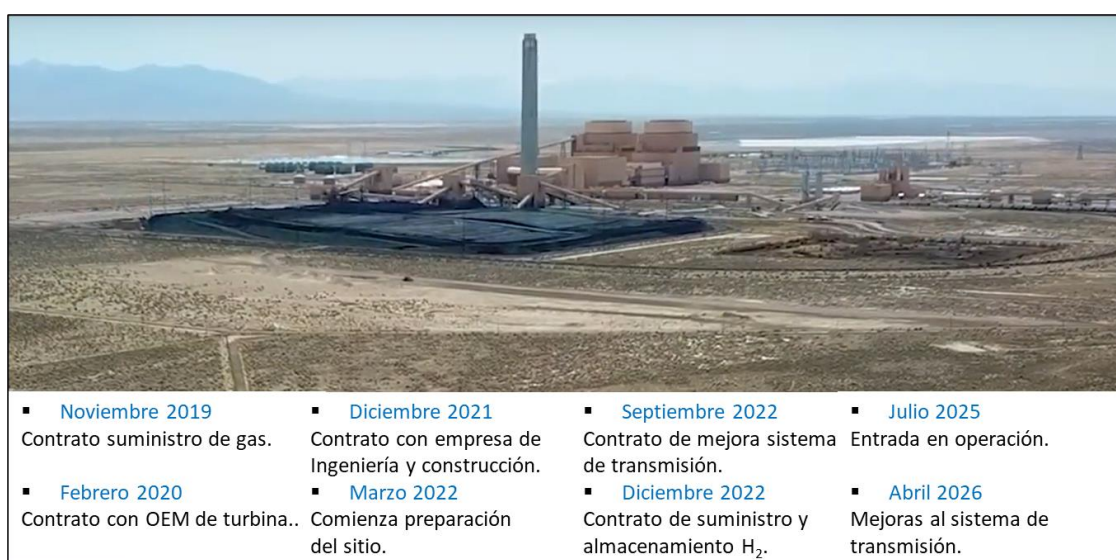 ▪ Noviembre 2019
Contrato suministro de gas.
▪ Febrero 2020
Contrato con OEM de turbina..
▪ Diciembre 2021
Contrato con empresa de
Ingeniería y construcción.
▪ Marzo 2022
Comienza preparación
del sitio.
▪ Septiembre 2022
Contrato de mejora sistema
de transmisión.
▪ Diciembre 2022
Contrato de suministro y
almacenamiento H₂.
▪ Julio 2025
Entrada en operación.
▪ Abril 2026
Mejoras al sistema de
transmisión.